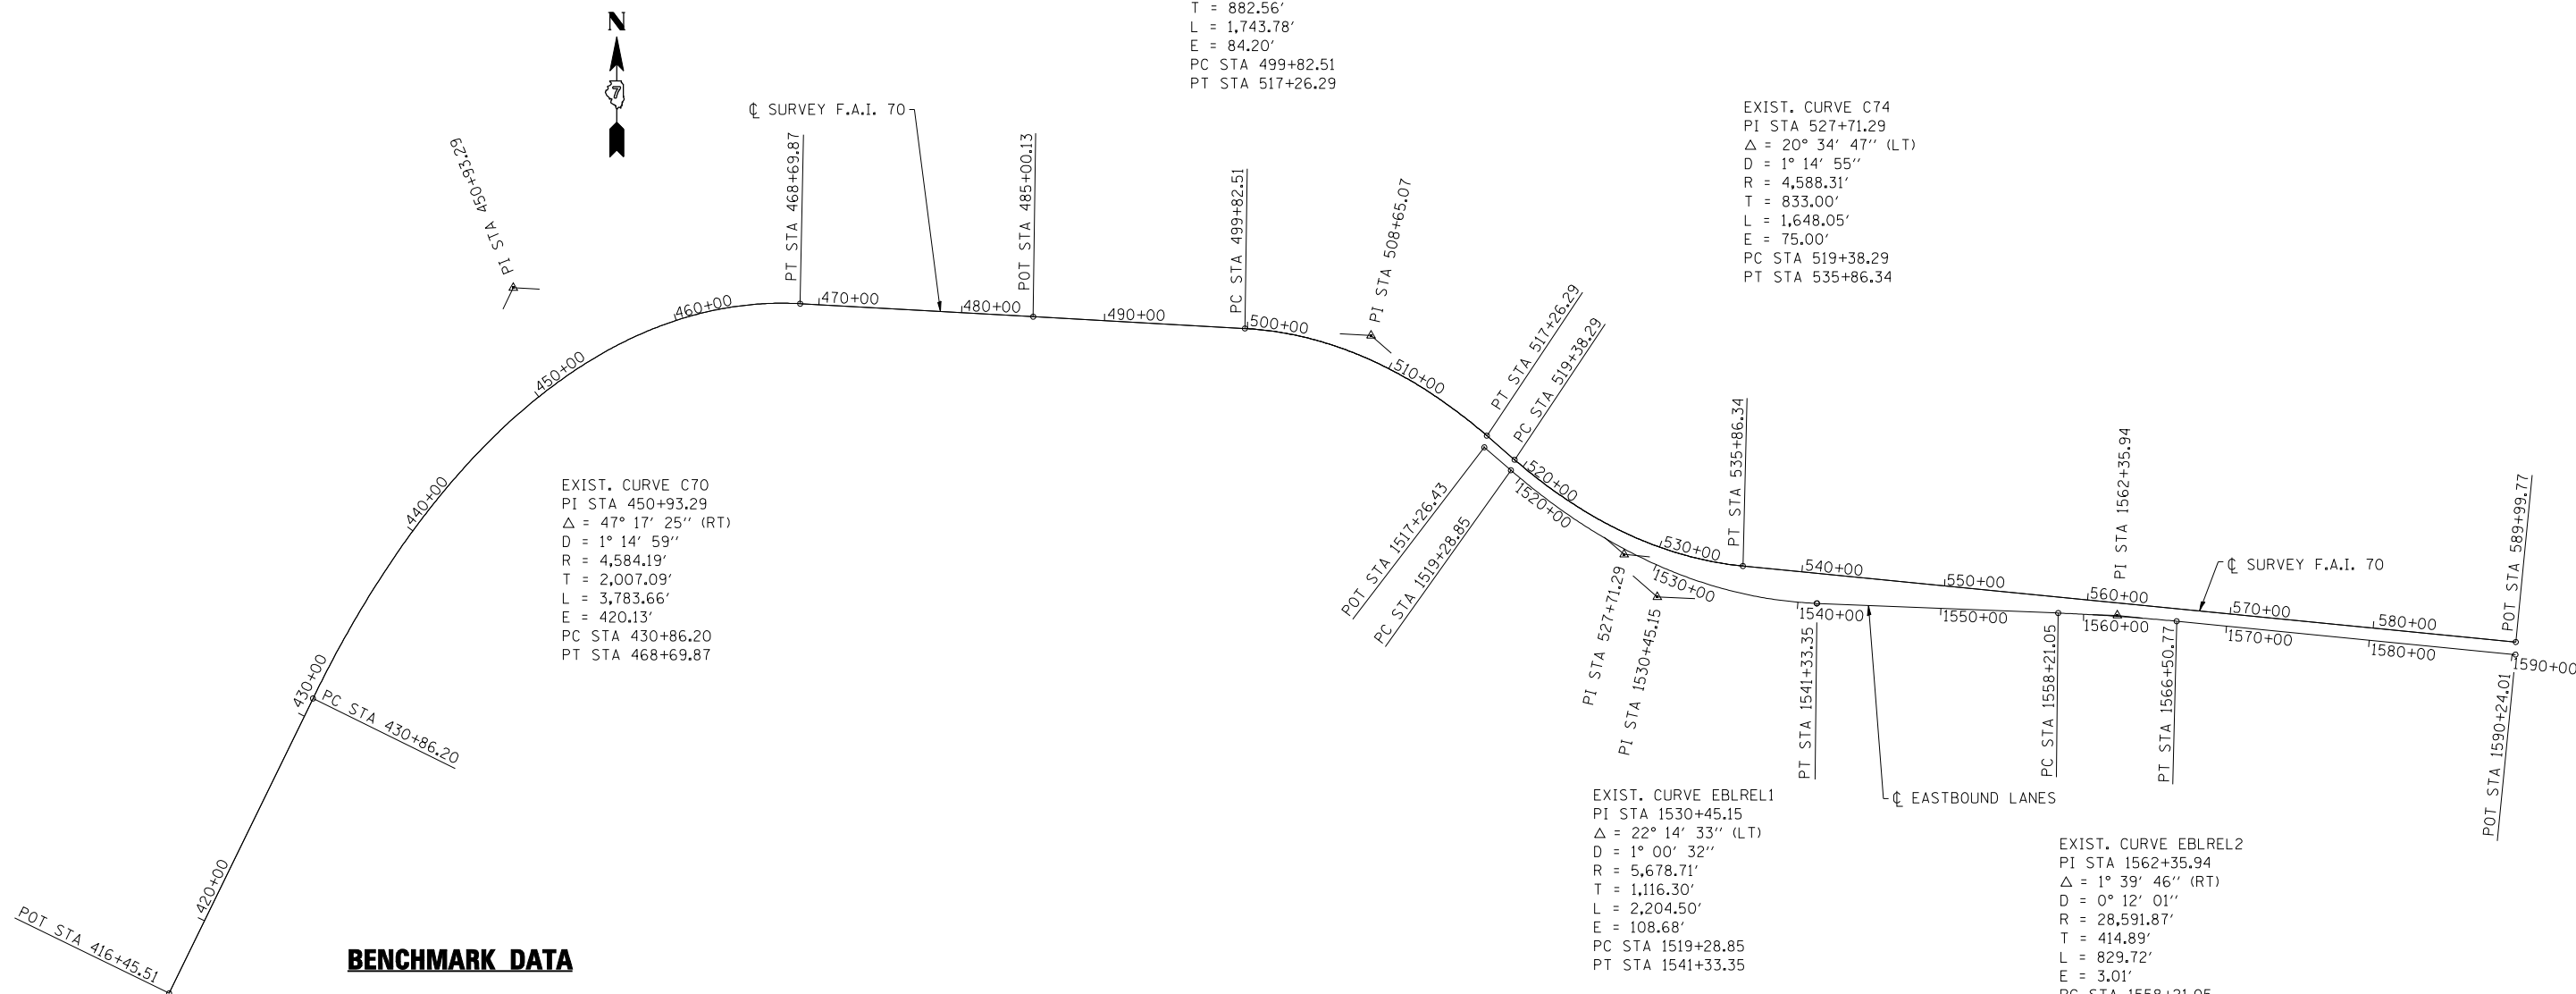 T = 882.56'
L = 1,743.78'
E = 84.20'
PC STA 499+82.51
PT STA 517+26.29
N
7
℄ SURVEY F.A.I. 70
EXIST. CURVE C74
PI STA 527+71.29
△ = 20° 34' 47'' (LT)
D = 1° 14' 55''
R = 4,588.31'
T = 833.00'
L = 1,648.05'
E = 75.00'
PC STA 519+38.29
PT STA 535+86.34
PI STA 450+93.29
PT STA 468+69.87
POT STA 485+00.13
PC STA 499+82.51
PI STA 508+65.07
PT STA 517+26.29
PC STA 519+38.29
460+00
470+00
480+00
490+00
500+00
450+00
510+00
EXIST. CURVE C70
PI STA 450+93.29
△ = 47° 17' 25'' (RT)
D = 1° 14' 59''
R = 4,584.19'
T = 2,007.09'
L = 3,783.66'
E = 420.13'
PC STA 430+86.20
PT STA 468+69.87
440+00
430+00
PC STA 430+86.20
420+00
POT STA 416+45.51
BENCHMARK DATA
POT STA 1517+26.43
PC STA 1519+28.85
520+00
1520+00
530+00
1530+00
PI STA 527+71.29
PI STA 1530+45.15
PT STA 535+86.34
540+00
550+00
560+00
570+00
580+00
PI STA 1562+35.94
℄ SURVEY F.A.I. 70
POT STA 589+99.77
1540+00
1550+00
1560+00
1570+00
1580+00
1590+00
PT STA 1541+33.35
PC STA 1558+21.05
PT STA 1566+50.77
POT STA 1590+24.01
℄ EASTBOUND LANES
EXIST. CURVE EBLREL1
PI STA 1530+45.15
△ = 22° 14' 33'' (LT)
D = 1° 00' 32''
R = 5,678.71'
T = 1,116.30'
L = 2,204.50'
E = 108.68'
PC STA 1519+28.85
PT STA 1541+33.35
EXIST. CURVE EBLREL2
PI STA 1562+35.94
△ = 1° 39' 46'' (RT)
D = 0° 12' 01''
R = 28,591.87'
T = 414.89'
L = 829.72'
E = 3.01'
PC STA 1558+21.05